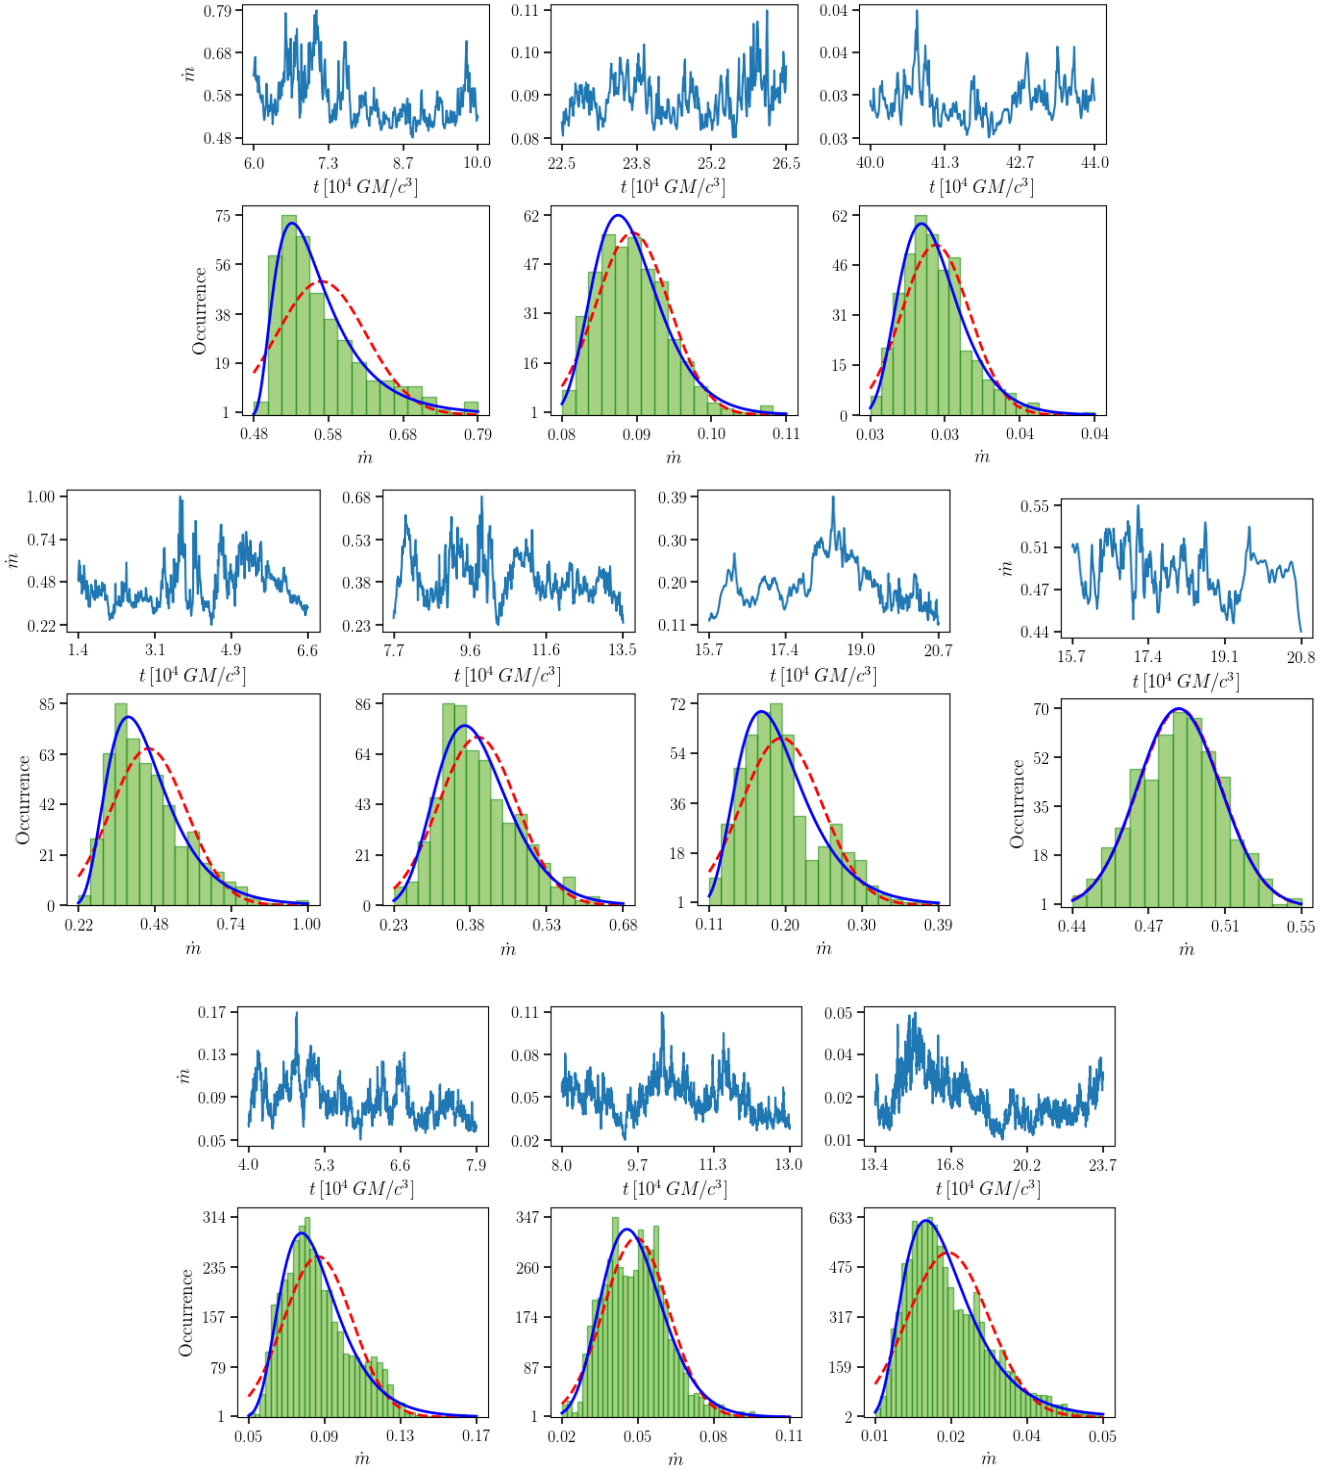 0.79
0.68
0.58
0.48
ṁ
6.0 7.3 8.7 10.0
t [10⁴ GM/c³]
0.11
0.10
0.09
0.08
22.5 23.8 25.2 26.5
t [10⁴ GM/c³]
0.04
0.04
0.03
0.03
40.0 41.3 42.7 44.0
t [10⁴ GM/c³]
75
56
38
19
1
Occurrence
0.48 0.58 0.68 0.79
ṁ
62
47
31
16
1
0.08 0.09 0.10 0.11
ṁ
62
46
31
15
0
0.03 0.03 0.04 0.04
ṁ
1.00
0.74
0.48
0.22
ṁ
1.4 3.1 4.9 6.6
t [10⁴ GM/c³]
0.68
0.53
0.38
0.23
7.7 9.6 11.6 13.5
t [10⁴ GM/c³]
0.39
0.30
0.20
0.11
15.7 17.4 19.0 20.7
t [10⁴ GM/c³]
0.55
0.51
0.47
0.44
ṁ
15.7 17.4 19.1 20.8
t [10⁴ GM/c³]
85
63
42
21
0
Occurrence
0.22 0.48 0.74 1.00
ṁ
86
64
43
21
0
0.23 0.38 0.53 0.68
ṁ
72
54
36
18
1
0.11 0.20 0.30 0.39
ṁ
70
52
35
18
1
Occurrence
0.44 0.47 0.51 0.55
ṁ
0.17
0.13
0.09
0.05
ṁ
4.0 5.3 6.6 7.9
t [10⁴ GM/c³]
0.11
0.08
0.05
0.02
8.0 9.7 11.3 13.0
t [10⁴ GM/c³]
0.05
0.04
0.02
0.01
13.4 16.8 20.2 23.7
t [10⁴ GM/c³]
314
235
157
79
1
Occurrence
0.05 0.09 0.13 0.17
ṁ
347
260
174
87
1
0.02 0.05 0.08 0.11
ṁ
633
475
317
159
2
0.01 0.02 0.04 0.05
ṁ